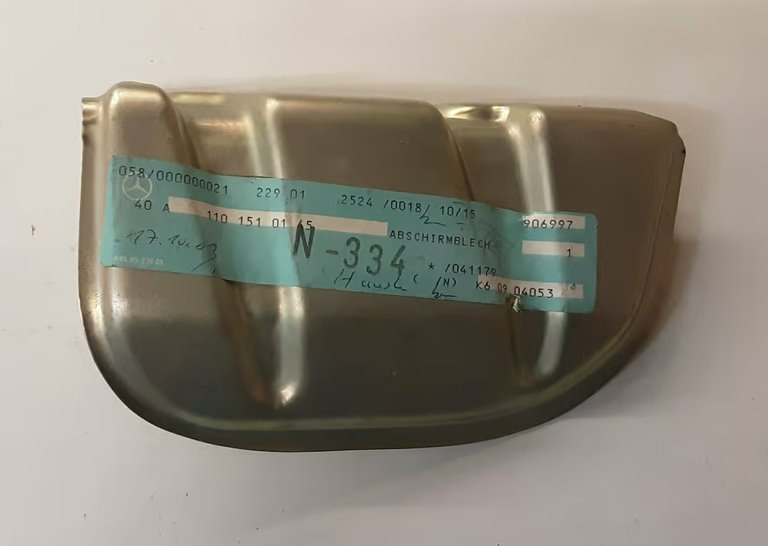 058/000000021 229 01 2524 /0018/ 10/15 906997
40 A 110 151 01 45 ABSCHIRMBLECH 1
17.10.03 N-334 * /041179
(N) K6 09 04053